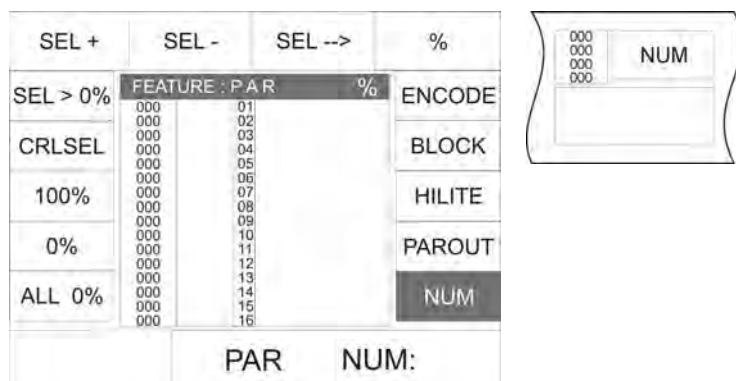 SEL + SEL - SEL --> %
SEL > 0% FEATURE : P A R % ENCODE
000 01
000 02
000 03
CRLSEL BLOCK
000 04
000 05
000 06
100% HILITE
000 07
000 08
000 09
0% PAROUT
000 10
000 11
000 12
000 13
ALL 0% NUM
000 14
000 15
000 16
PAR NUM:
000
000 NUM
000
000